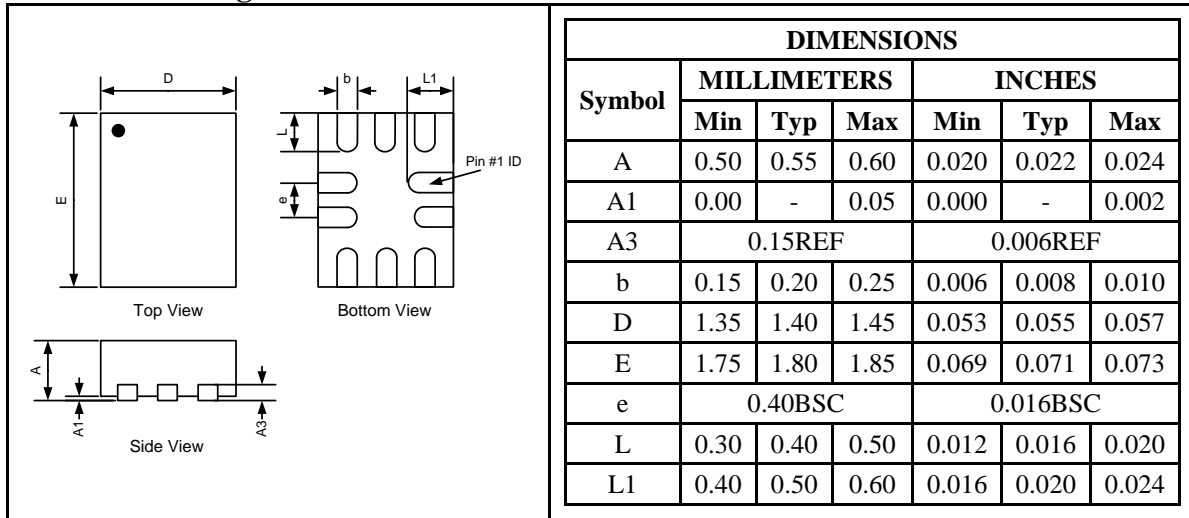 D
E
Top View
b
L1
L
e
Pin #1 ID
Bottom View
A
A1
A3
Side View
DIMENSIONS
Symbol MILLIMETERS INCHES
Min Typ Max Min Typ Max
A 0.50 0.55 0.60 0.020 0.022 0.024
A1 0.00 - 0.05 0.000 - 0.002
A3 0.15REF 0.006REF
b 0.15 0.20 0.25 0.006 0.008 0.010
D 1.35 1.40 1.45 0.053 0.055 0.057
E 1.75 1.80 1.85 0.069 0.071 0.073
e 0.40BSC 0.016BSC
L 0.30 0.40 0.50 0.012 0.016 0.020
L1 0.40 0.50 0.60 0.016 0.020 0.024